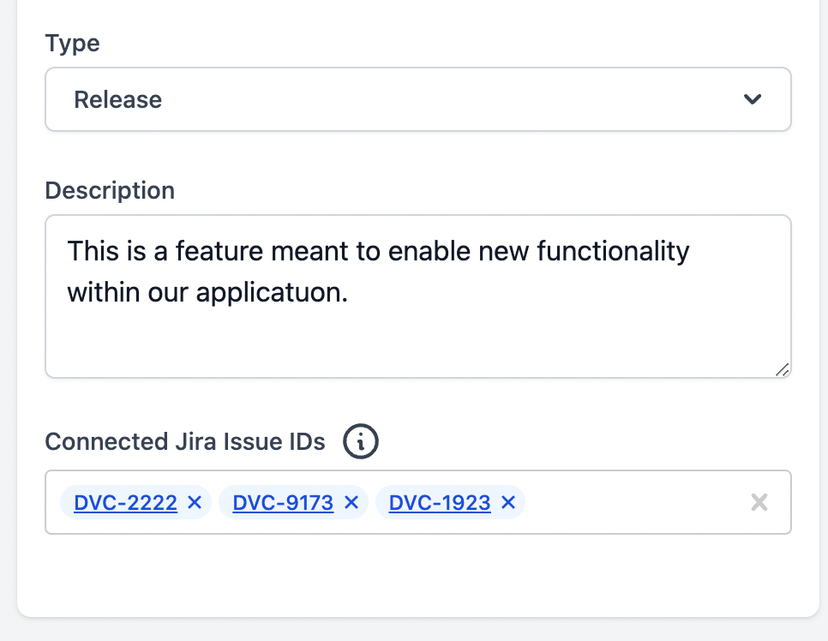 Type
Release
Description
This is a feature meant to enable new functionality
within our applicatuon.
Connected Jira Issue IDs
DVC-2222 DVC-9173 DVC-1923